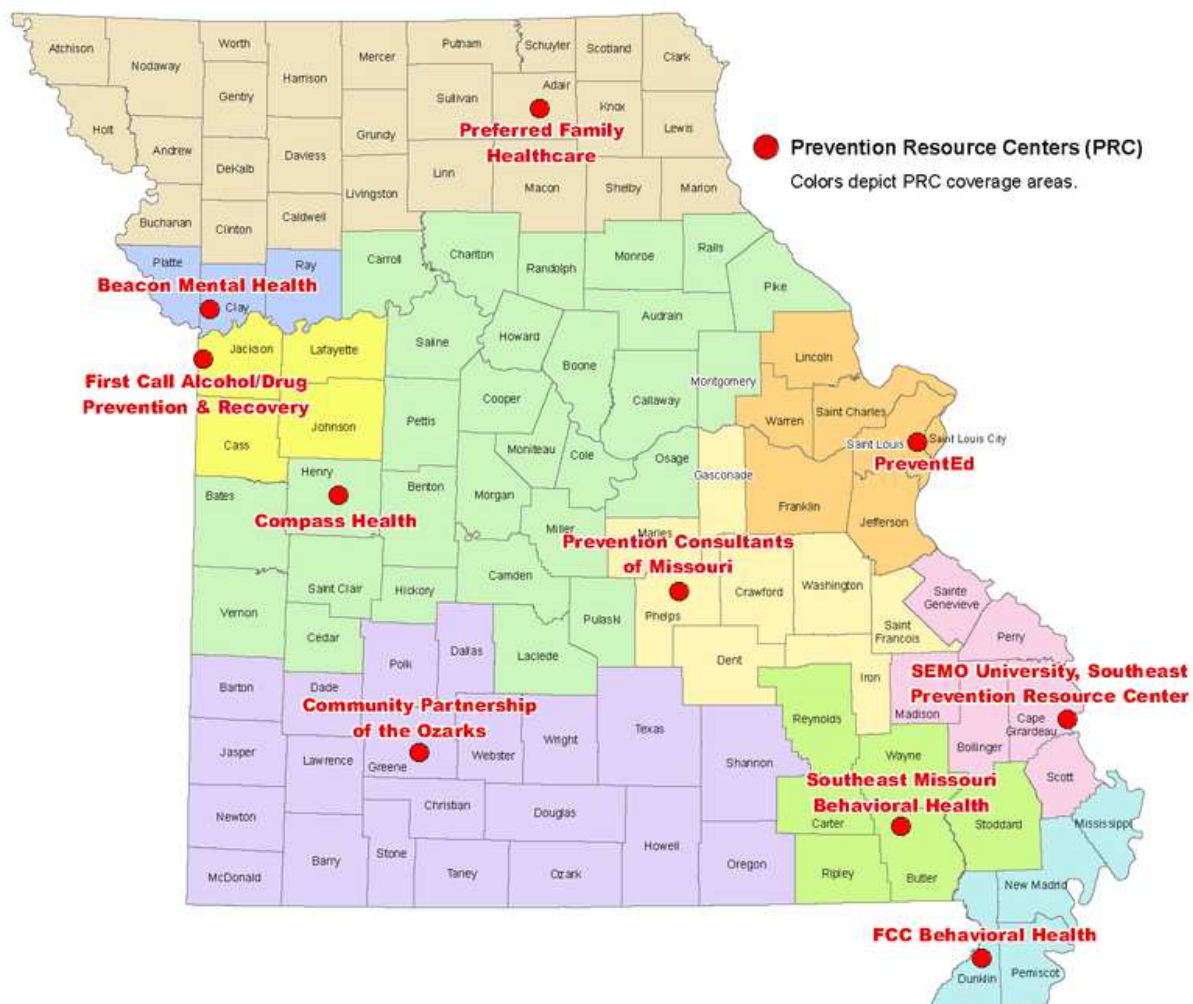 Atchison
Nodaway
Worth
Harrison
Mercer
Putnam
Schuyler
Scotland
Clark
Gentry
Sullivan
Adair
Knox
Holt
Andrew
DeKalb
Daviess
Grundy
Lewis
Preferred Family
Healthcare
Linn
Macon
Shelby
Marion
Livingston
Buchanan
Clinton
Caldwell
Prevention Resource Centers (PRC)
Colors depict PRC coverage areas.
Platte
Ray
Carroll
Chariton
Randolph
Monroe
Ralls
Pike
Beacon Mental Health
Clay
Audrain
Jackson
Lafayette
Saline
Howard
Boone
Lincoln
First Call Alcohol/Drug
Prevention & Recovery
Montgomery
Callaway
Cooper
Warren
Saint Charles
Cass
Johnson
Pettis
Moniteau
Cole
Osage
Saint Louis
Saint Louis City
PreventEd
Gasconade
Henry
Bates
Benton
Morgan
Franklin
Jefferson
Compass Health
Miller
Maries
Prevention Consultants
of Missouri
Saint Clair
Hickory
Camden
Crawford
Washington
Sainte
Genevieve
Vernon
Pulaski
Phelps
Saint
Francois
Perry
Cedar
Polk
Dallas
Laclede
Dent
Iron
SEMO University, Southeast
Prevention Resource Center
Barton
Dade
Madison
Cape
Girardeau
Community Partnership
of the Ozarks
Reynolds
Bollinger
Texas
Wright
Jasper
Lawrence
Greene
Webster
Shannon
Wayne
Scott
Southeast Missouri
Behavioral Health
Newton
Christian
Douglas
Carter
Stoddard
Mississippi
Howell
McDonald
Barry
Stone
Taney
Ozark
Oregon
Ripley
Butler
New Madrid
FCC Behavioral Health
Dunklin
Pemiscot